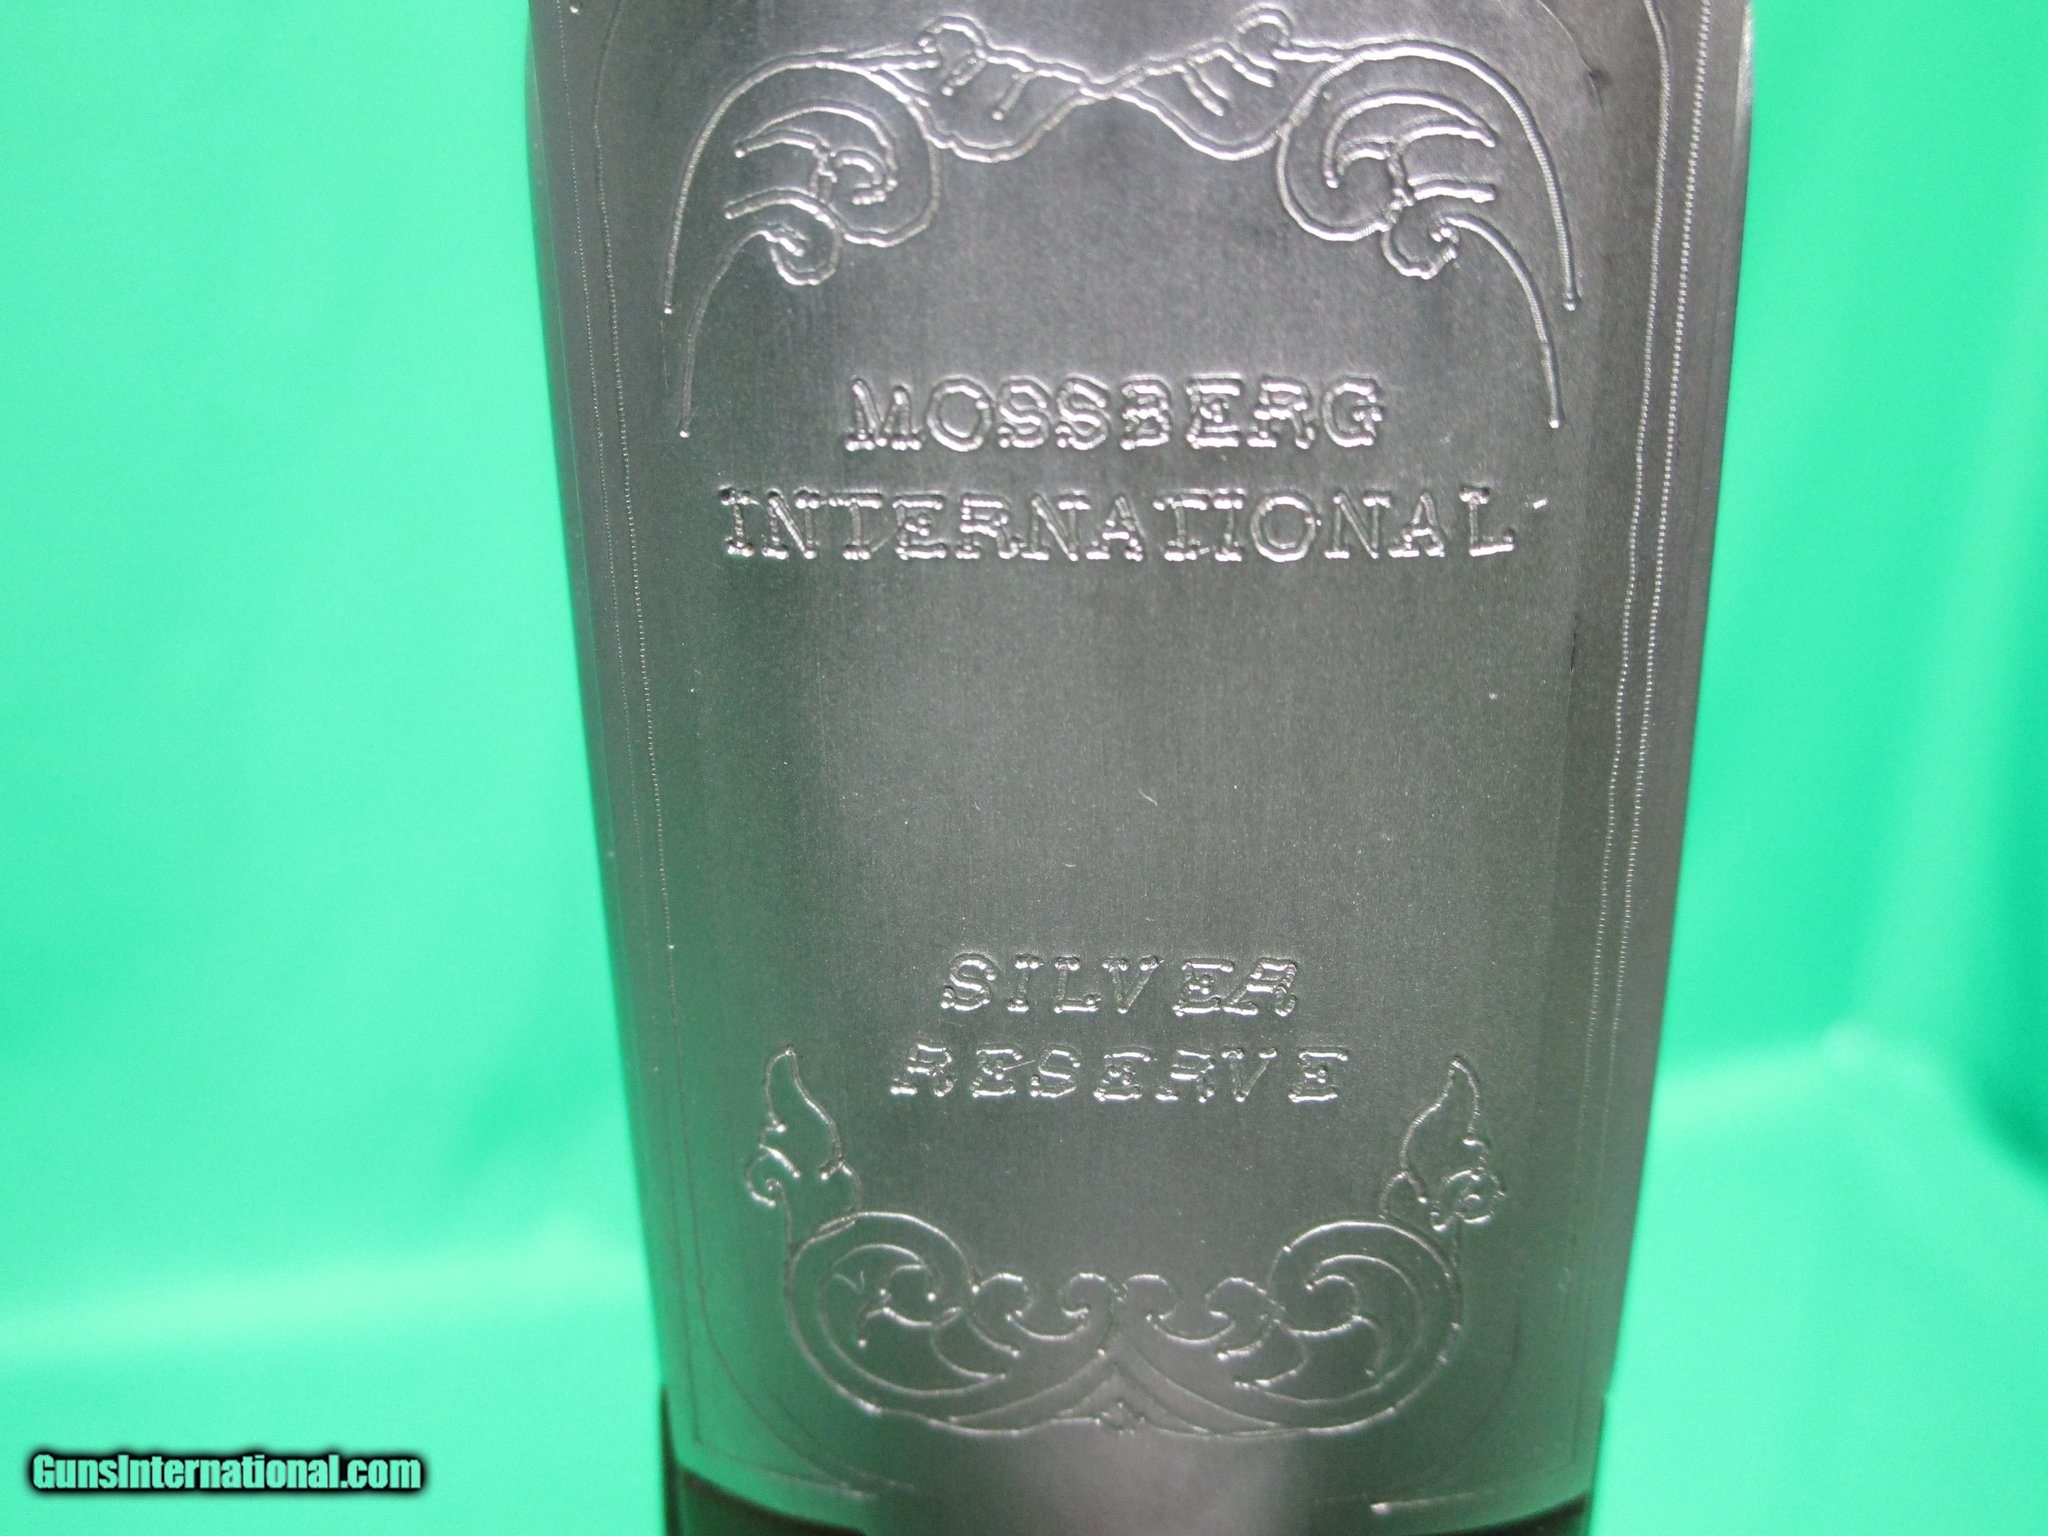 MOSSBERG
INTERNATIONAL
SILVER
RESERVE
GunsInternational.com